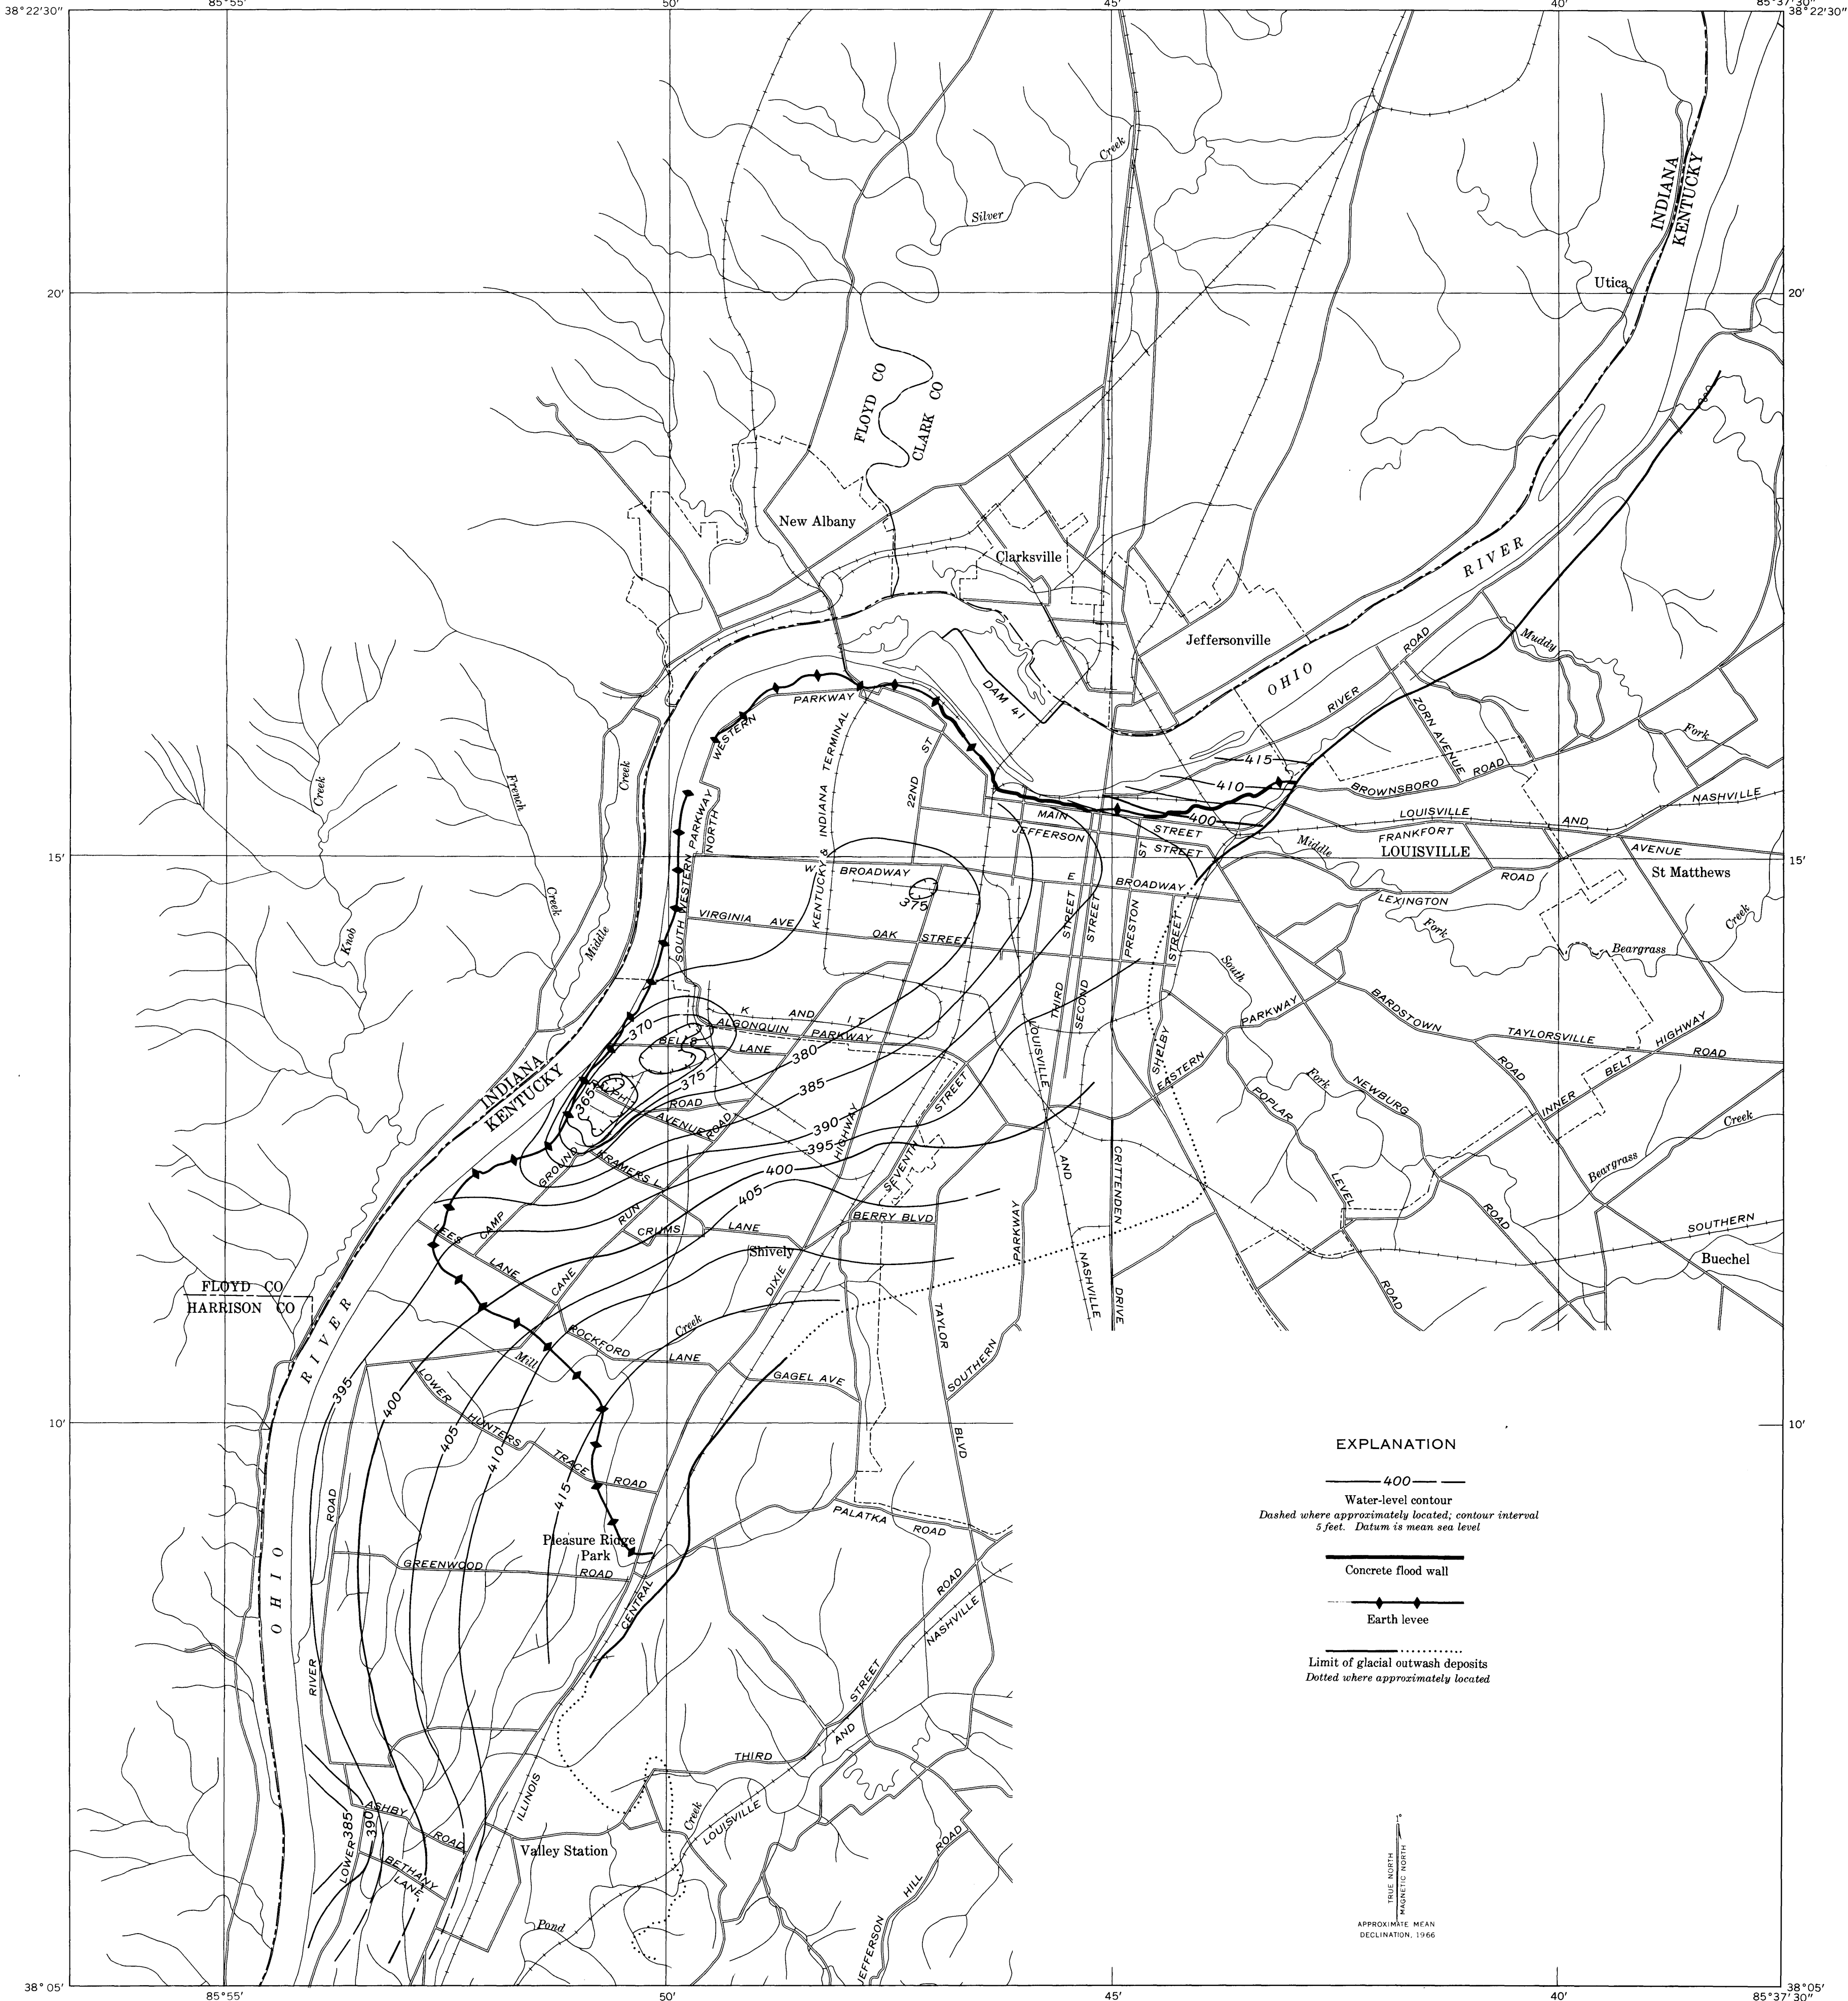 85°55′
50′
45′
40′
85°37′30″
38°22′30″
38°22′30″
Creek
Silver
INDIANA
KENTUCKY
20′
20′
Utica
FLOYD CO
CLARK CO
New Albany
Clarksville
RIVER
Jeffersonville
OHIO
ROAD
RIVER
Muddy
Fork
DAM 41
PARKWAY
WESTERN
KENTUCKY & INDIANA TERMINAL
22ND ST
ZORN AVENUE
415
410
400
BROWNSBORO ROAD
LOUISVILLE AND NASHVILLE
FRANKFORT AVENUE
LOUISVILLE
St Matthews
MAIN STREET
JEFFERSON STREET
Middle
Fork
Creek
French
Creek
Creek
Knob
Creek
Middle
SOUTH WESTERN PARKWAY
NORTH
15′
15′
W BROADWAY
E BROADWAY
375
VIRGINIA AVE
OAK STREET
THIRD STREET
SECOND STREET
PRESTON ST
SHELBY STREET
LEXINGTON ROAD
Beargrass Creek
South
Fork
EASTERN PARKWAY
BARDSTOWN ROAD
TAYLORSVILLE ROAD
INNER BELT HIGHWAY
NEWBURG ROAD
POPLAR LEVEL ROAD
Beargrass Creek
K AND I T
ALGONQUIN PARKWAY
BELLS LANE
370
375
380
385
390
395
400
405
365
RALPH AVENUE
ROAD
INDIANA
KENTUCKY
CAMP GROUND ROAD
KRAMERS L
CANE RUN ROAD
CRUMS LANE
LEES LANE
Shively
BERRY BLVD
SEVENTH STREET
DIXIE HIGHWAY
LOUISVILLE AND NASHVILLE
CRITTENDEN DRIVE
SOUTHERN PARKWAY
TAYLOR BLVD
SOUTHERN
Buechel
FLOYD CO
HARRISON CO
OHIO RIVER
Mill Creek
ROCKFORD LANE
GAGEL AVE
LOWER HUNTERS TRACE ROAD
395
400
405
410
415
10′
10′
PALATKA ROAD
Pleasure Ridge
Park
GREENWOOD ROAD
ILLINOIS CENTRAL
LOWER RIVER ROAD
THIRD STREET ROAD
LOUISVILLE AND NASHVILLE
385
390
ASHBY ROAD
BETHANY LANE
Valley Station
Pond Creek
JEFFERSON HILL ROAD
EXPLANATION
400
Water-level contour
Dashed where approximately located; contour interval
5 feet. Datum is mean sea level
Concrete flood wall
Earth levee
Limit of glacial outwash deposits
Dotted where approximately located
TRUE NORTH
MAGNETIC NORTH
APPROXIMATE MEAN
DECLINATION, 1966
38°05′
38°05′
85°55′
50′
45′
40′
85°37′30″